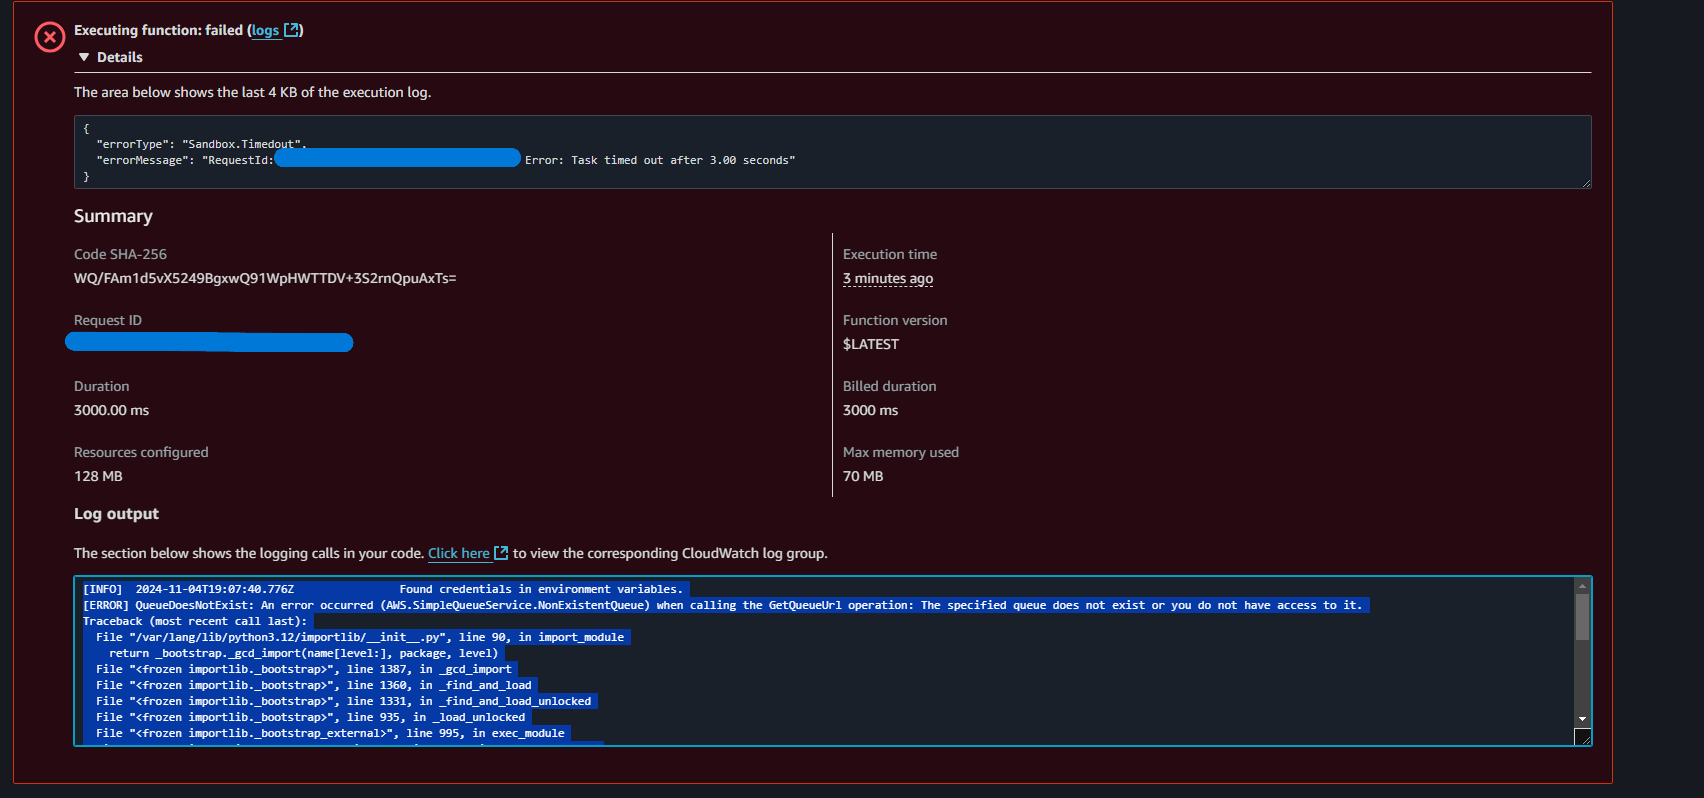 Executing function: failed (logs)
Details
The area below shows the last 4 KB of the execution log.
{
"errorType": "Sandbox.Timedout",
"errorMessage": "RequestId: Error: Task timed out after 3.00 seconds"
}
Summary
Code SHA-256
WQ/FAm1d5vX5249BgxwQ91WpHWTTDV+3S2rnQpuAxTs=
Execution time
3 minutes ago
Request ID
Function version
$LATEST
Duration
3000.00 ms
Billed duration
3000 ms
Resources configured
128 MB
Max memory used
70 MB
Log output
The section below shows the logging calls in your code. Click here to view the corresponding CloudWatch log group.
[INFO] 2024-11-04T19:07:40.776Z Found credentials in environment variables.
[ERROR] QueueDoesNotExist: An error occurred (AWS.SimpleQueueService.NonExistentQueue) when calling the GetQueueUrl operation: The specified queue does not exist or you do not have access to it.
Traceback (most recent call last):
File "/var/lang/lib/python3.12/importlib/__init__.py", line 90, in import_module
return _bootstrap._gcd_import(name[level:], package, level)
File "<frozen importlib._bootstrap>", line 1387, in _gcd_import
File "<frozen importlib._bootstrap>", line 1360, in _find_and_load
File "<frozen importlib._bootstrap>", line 1331, in _find_and_load_unlocked
File "<frozen importlib._bootstrap>", line 935, in _load_unlocked
File "<frozen importlib._bootstrap_external>", line 995, in exec_module